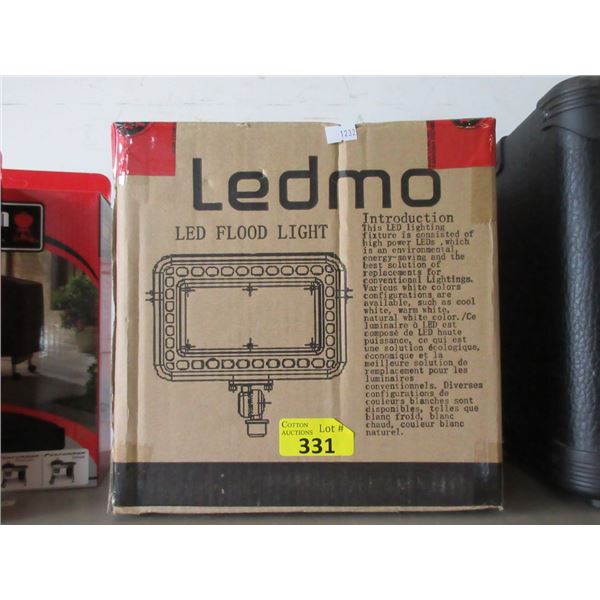 1232
Ledmo
LED FLOOD LIGHT
Introduction
This LED lighting
fixture is consisted of
high power LEDs ,which
is an environmental,
energy-saving and the
best solution of
replacements for
conventional Lightings.
Various white colors
configurations are
available, such as cool
white, warm white,
natural white color./Ce
luminaire à LED est
composé de LED haute
puissance, ce qui est
une solution écologique,
économique et la
meilleure solution de
remplacement pour les
luminaires
conventionnels. Diverses
configurations de
couleurs blanches sont
disponibles, telles que
blanc froid, blanc
chaud, couleur blanc
naturel.
COTTON
AUCTIONS
Lot #
331